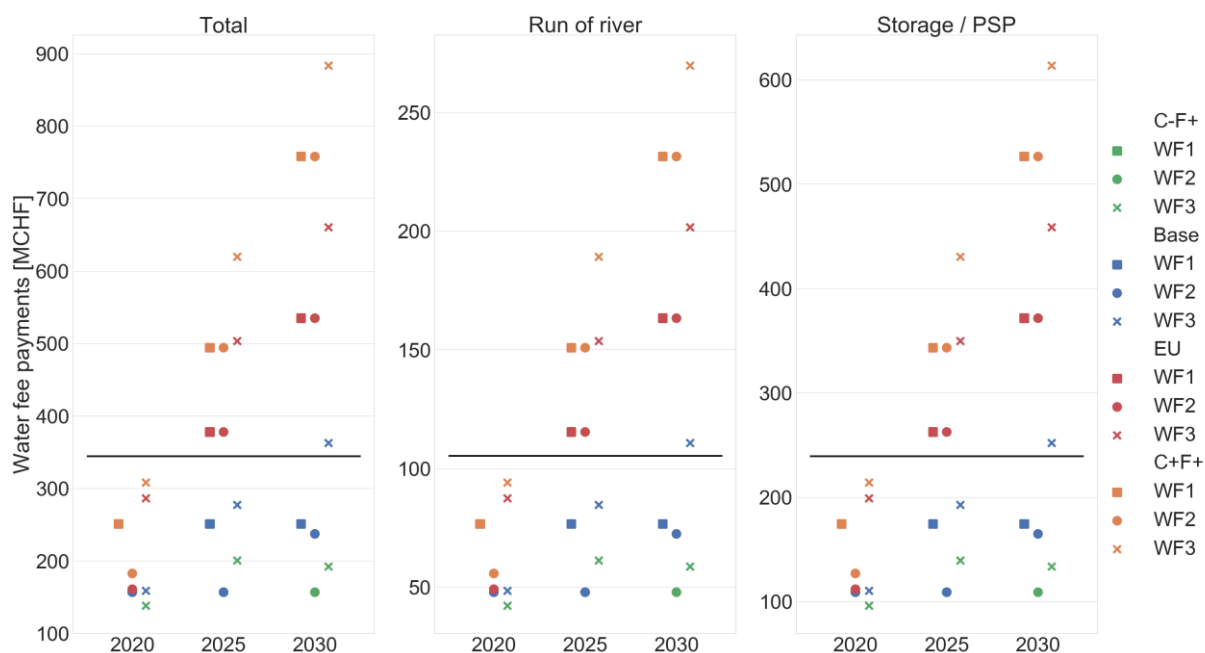 Total
Run of river
Storage / PSP
Water fee payments [MCHF]
900
800
700
600
500
400
300
200
100
2020
2025
2030
250
200
150
100
50
2020
2025
2030
600
500
400
300
200
100
2020
2025
2030
C-F+
WF1
WF2
WF3
Base
WF1
WF2
WF3
EU
WF1
WF2
WF3
C+F+
WF1
WF2
WF3